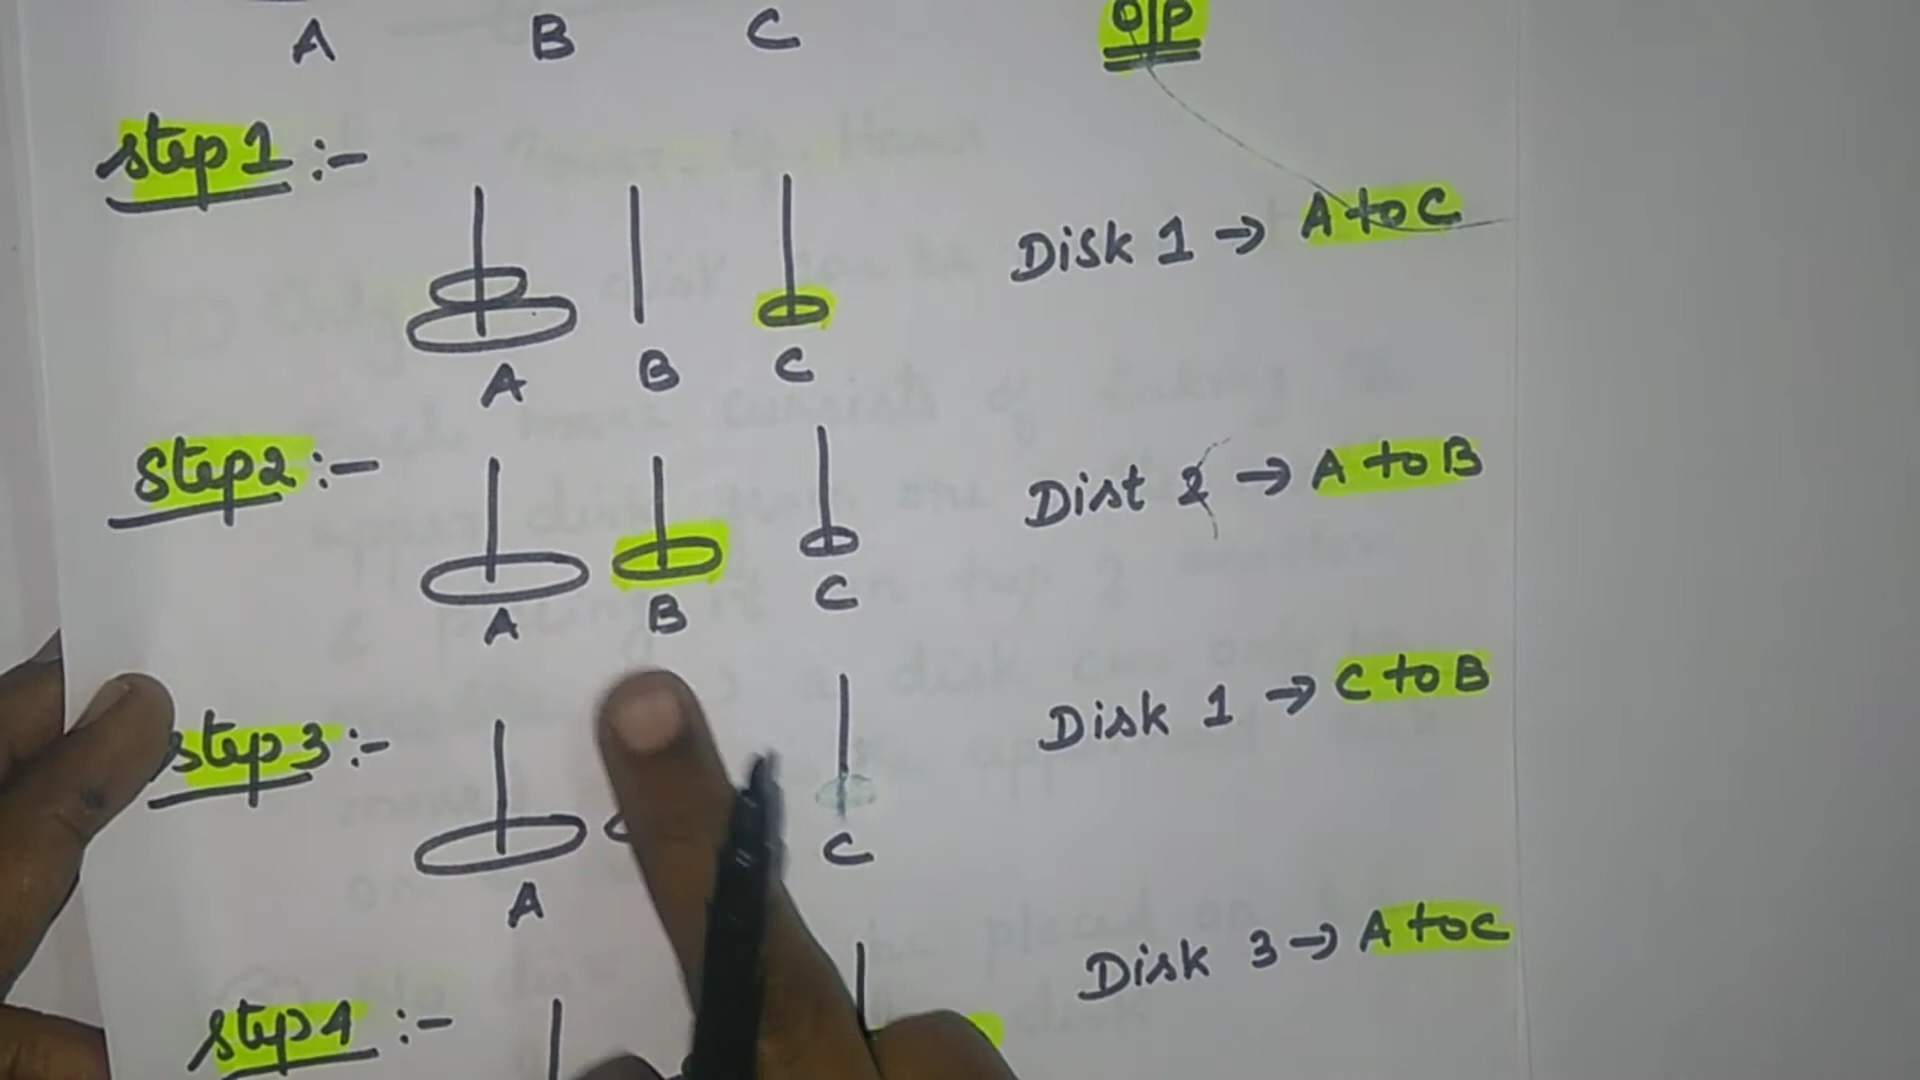 A B C
O/P
step 1 :-
Disk 1 → A to C
A B C
step2 :-
Dist 2 → A to B
A B C
step 3 :-
Disk 1 → C to B
A C
Disk 3 → A to C
step 4 :-